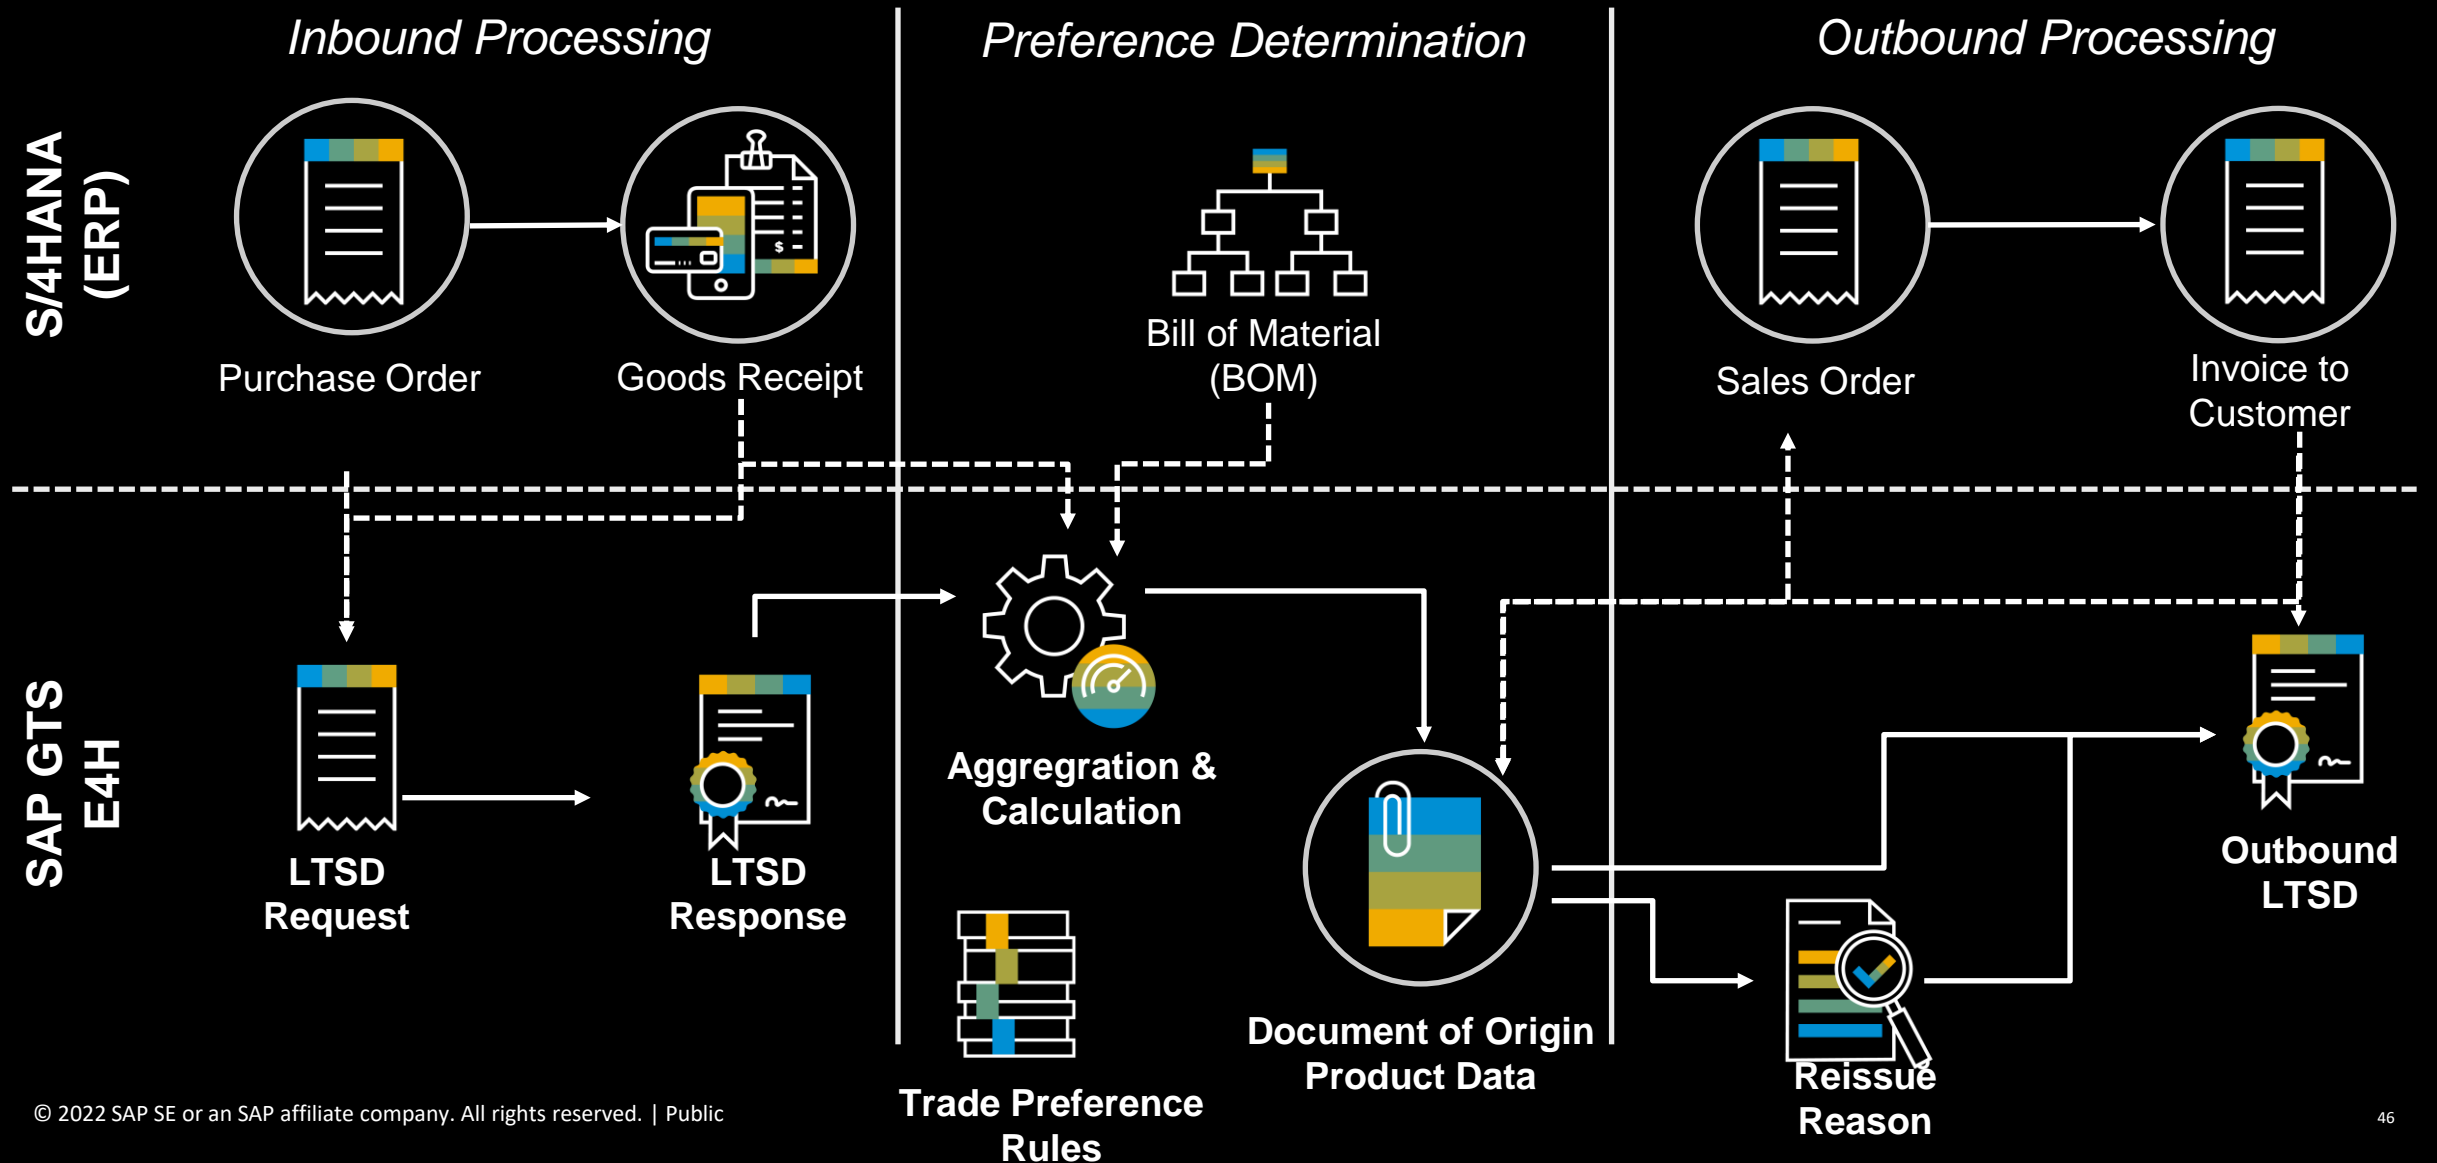 Inbound Processing
Preference Determination
Outbound Processing
S/4HANA
(ERP)
$
Purchase Order
Goods Receipt
Bill of Material
(BOM)
Sales Order
Invoice to
Customer
SAP GTS
E4H
LTSD
Request
LTSD
Response
Aggregration &
Calculation
Trade Preference
Rules
Document of Origin
Product Data
Reissue
Reason
Outbound
LTSD
© 2022 SAP SE or an SAP affiliate company. All rights reserved. | Public
46